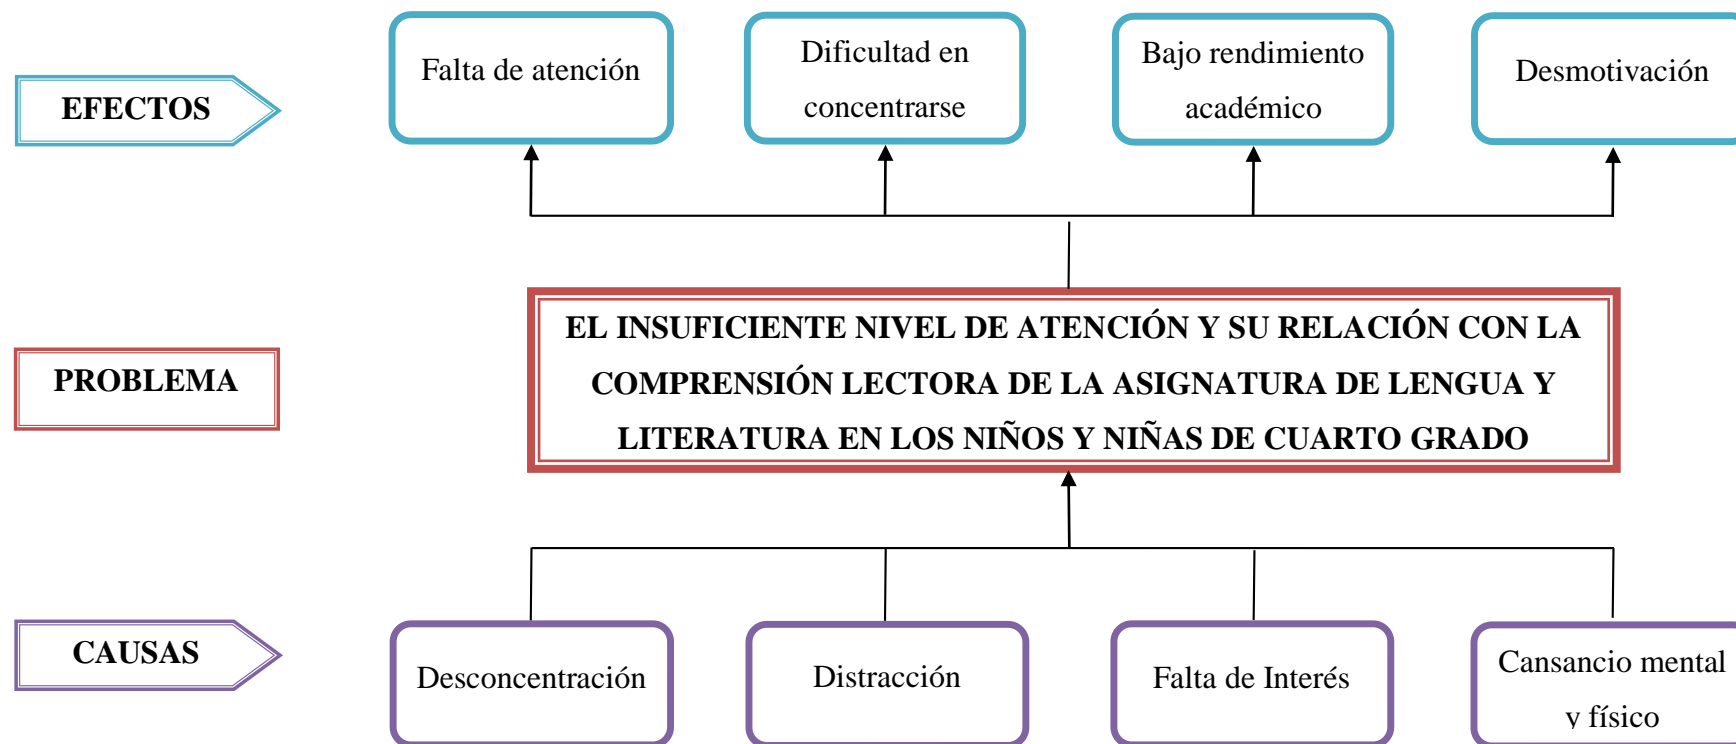 EFECTOS
Falta de atención
Dificultad en
concentrarse
Bajo rendimiento
académico
Desmotivación
PROBLEMA
EL INSUFICIENTE NIVEL DE ATENCIÓN Y SU RELACIÓN CON LA
COMPRENSIÓN LECTORA DE LA ASIGNATURA DE LENGUA Y
LITERATURA EN LOS NIÑOS Y NIÑAS DE CUARTO GRADO
CAUSAS
Desconcentración
Distracción
Falta de Interés
Cansancio mental
y físico